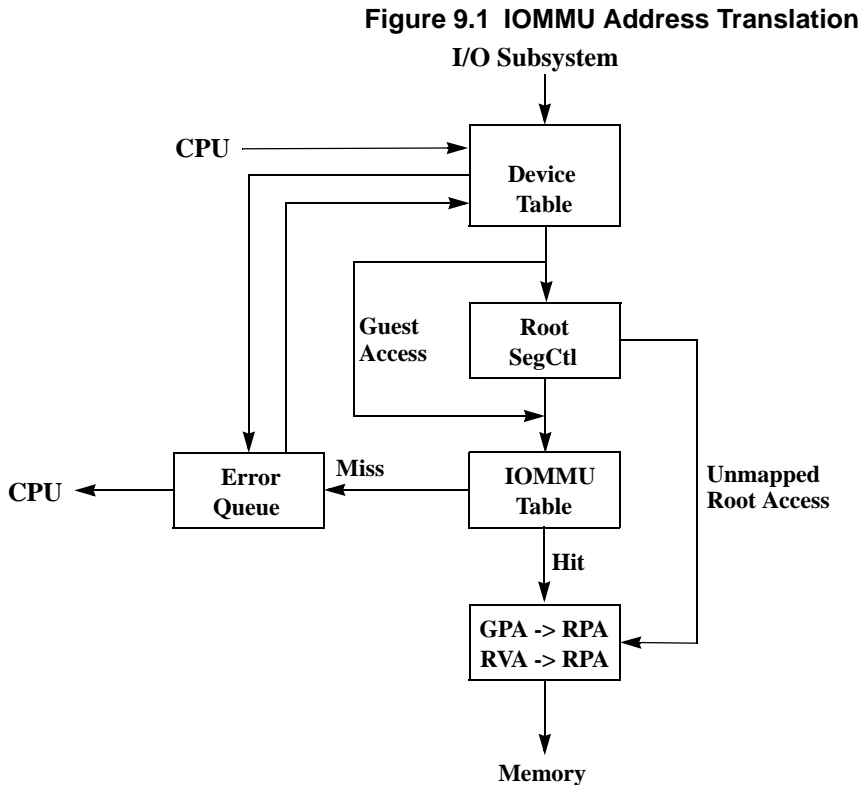 Figure 9.1 IOMMU Address Translation
I/O Subsystem
CPU
Device
Table
Guest
Access
Root
SegCtl
CPU
Error
Queue
Miss
IOMMU
Table
Unmapped
Root Access
Hit
GPA -> RPA
RVA -> RPA
Memory